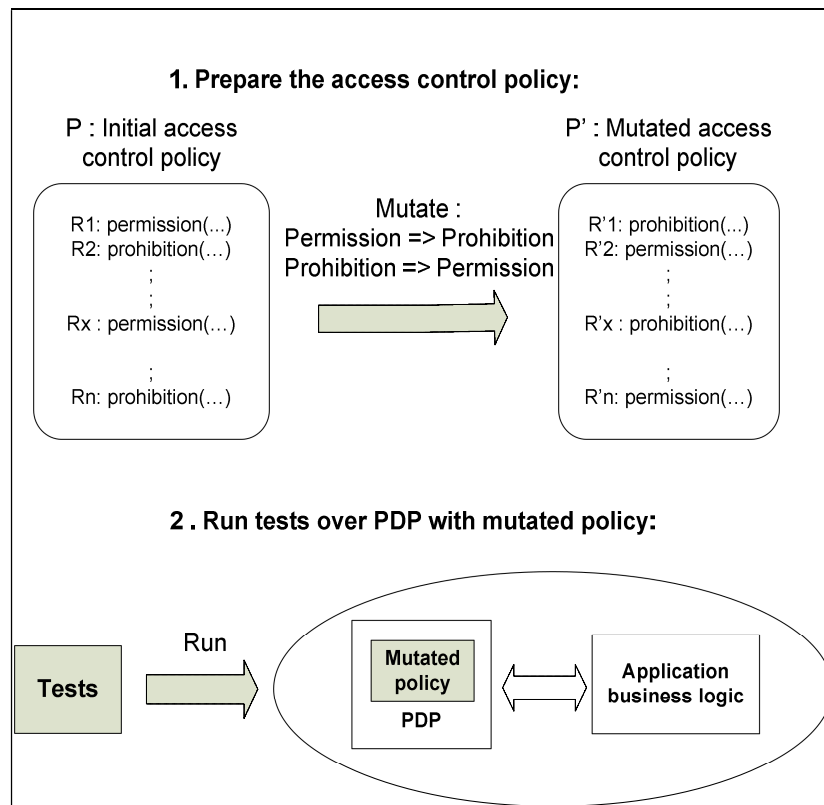 1. Prepare the access control policy:
P : Initial access
control policy
R1: permission(...)
R2: prohibition(…)
;
;
Rx : permission(…)
;
Rn: prohibition(…)
Mutate :
Permission => Prohibition
Prohibition => Permission
P’ : Mutated access
control policy
R’1: prohibition(...)
R’2: permission(…)
;
;
R’x : prohibition(…)
;
R’n: permission(…)
2 . Run tests over PDP with mutated policy:
Tests
Run
Mutated
policy
PDP
Application
business logic